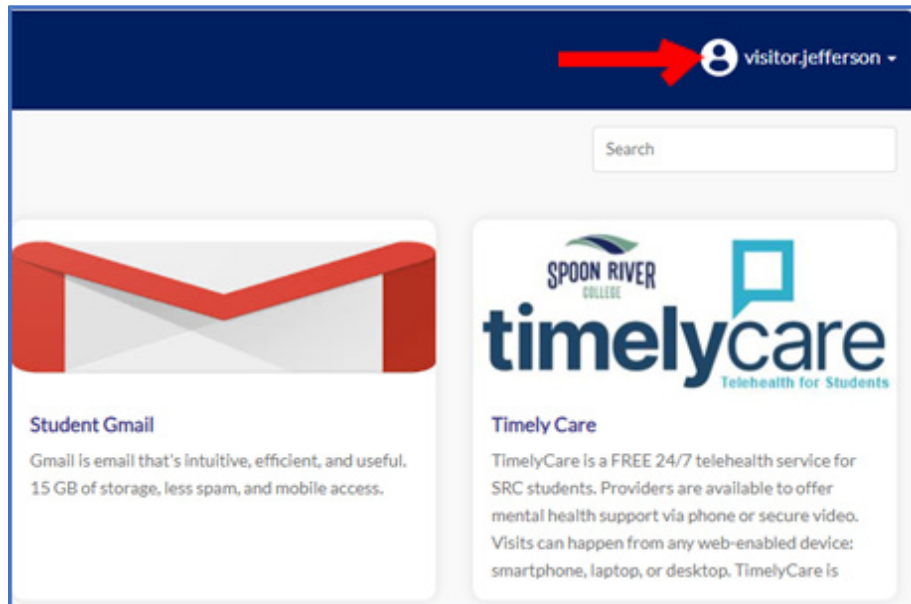 visitor.jefferson
Search
SPOON RIVER
COLLEGE
timelycare
Telehealth for Students
Student Gmail
Gmail is email that's intuitive, efficient, and useful.
15 GB of storage, less spam, and mobile access.
Timely Care
TimelyCare is a FREE 24/7 telehealth service for
SRC students. Providers are available to offer
mental health support via phone or secure video.
Visits can happen from any web-enabled device:
smartphone, laptop, or desktop. TimelyCare is